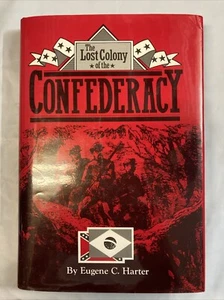 The
Lost Colony
of the
CONFEDERACY
By Eugene C. Harter